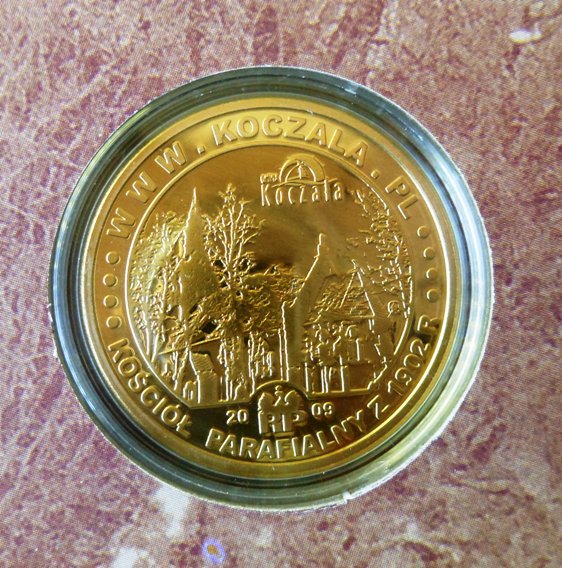 WWW.KOCZALA.PL
Koczała
20 09
RP
KOŚCIÓŁ PARAFIALNY Z 1902 R